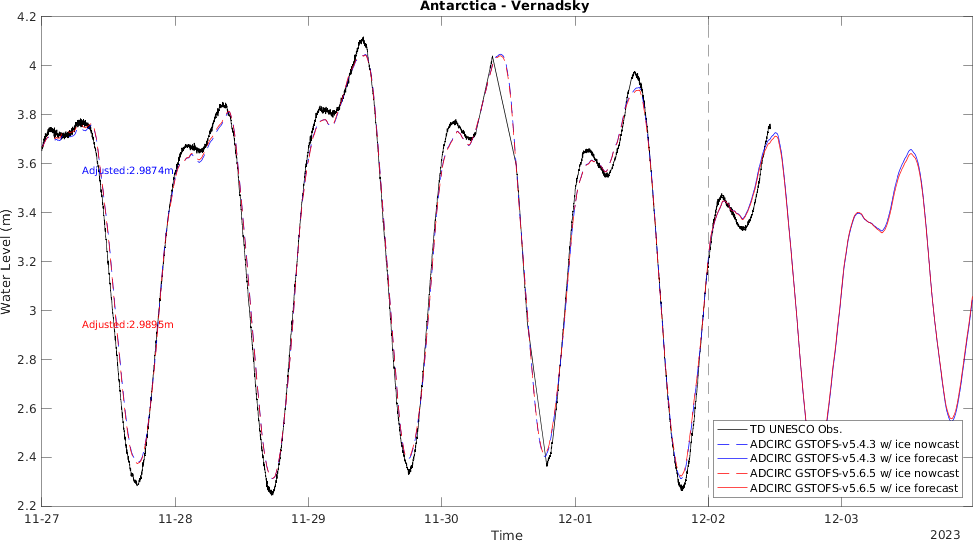 Antarctica - Vernadsky
Water Level (m)
4.2
4
3.8
3.6
3.4
3.2
3
2.8
2.6
2.4
2.2
Adjusted:2.9874m
Adjusted:2.9895m
TD UNESCO Obs.
ADCIRC GSTOFS-v5.4.3 w/ ice nowcast
ADCIRC GSTOFS-v5.4.3 w/ ice forecast
ADCIRC GSTOFS-v5.6.5 w/ ice nowcast
ADCIRC GSTOFS-v5.6.5 w/ ice forecast
11-27 11-28 11-29 11-30 12-01 12-02 12-03
Time
2023